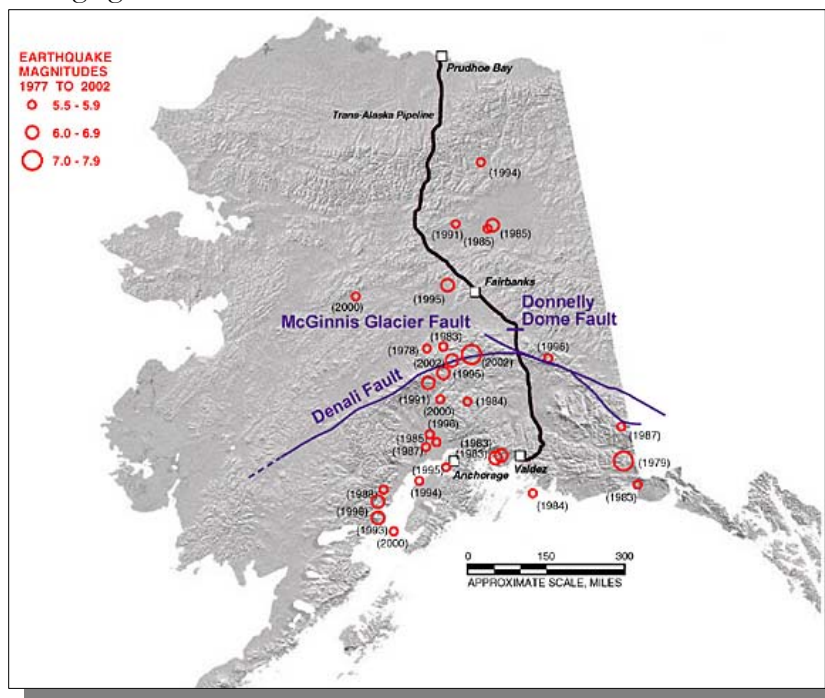 EARTHQUAKE
MAGNITUDES
1977 TO 2002
5.5 - 5.9
6.0 - 6.9
7.0 - 7.9
Prudhoe Bay
Trans-Alaska Pipeline
(1994)
(1991)
(1985)
(1985)
(1995)
Fairbanks
(2000)
Donnelly
Dome Fault
McGinnis Glacier Fault
(1983)
(1978)
(2002)
(2002)
(1996)
(1996)
Denali Fault
(1991)
(2000)
(1984)
(1998)
(1985)
(1987)
(1983)
(1983)
(1987)
(1995)
Anchorage
Valdez
(1979)
(1994)
(1988)
(1983)
(1984)
(1998)
(1993)
(2000)
0 150 300
APPROXIMATE SCALE, MILES